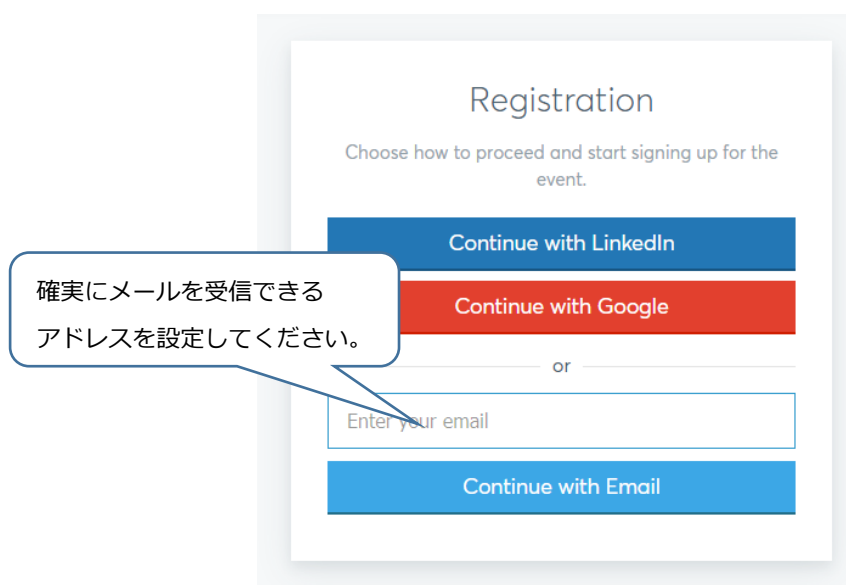 Registration
Choose how to proceed and start signing up for the
event.
Continue with LinkedIn
確実にメールを受信できる
アドレスを設定してください。
Continue with Google
or
Enter your email
Continue with Email